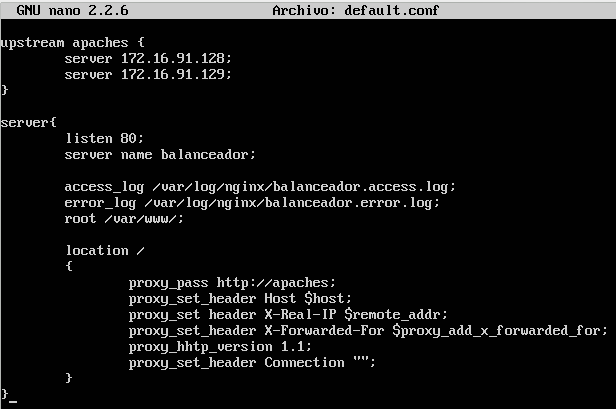 GNU nano 2.2.6 Archivo: default.conf
upstream apaches {
server 172.16.91.128;
server 172.16.91.129;
}
server{
listen 80;
server name balanceador;
access_log /var/log/nginx/balanceador.access.log;
error_log /var/log/nginx/balanceador.error.log;
root /var/www/;
location /
{
proxy_pass http://apaches;
proxy_set_header Host $host;
proxy_set header X-Real-IP $remote_addr;
proxy_set_header X-Forwarded-For $proxy_add_x_forwarded_for;
proxy_hhtp_version 1.1;
proxy_set_header Connection "";
}
}_